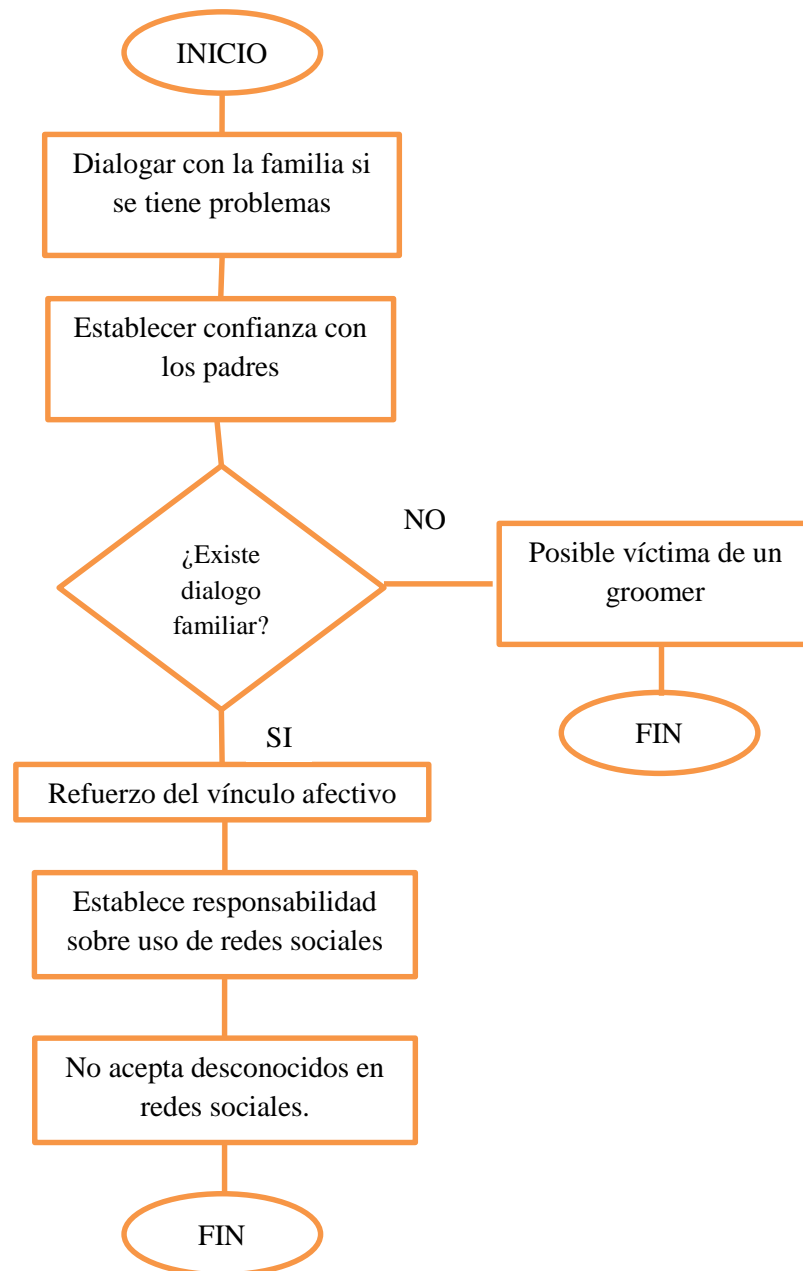 INICIO
Dialogar con la familia si
se tiene problemas
Establecer confianza con
los padres
¿Existe
dialogo
familiar?
NO
Posible víctima de un
groomer
FIN
SI
Refuerzo del vínculo afectivo
Establece responsabilidad
sobre uso de redes sociales
No acepta desconocidos en
redes sociales.
FIN